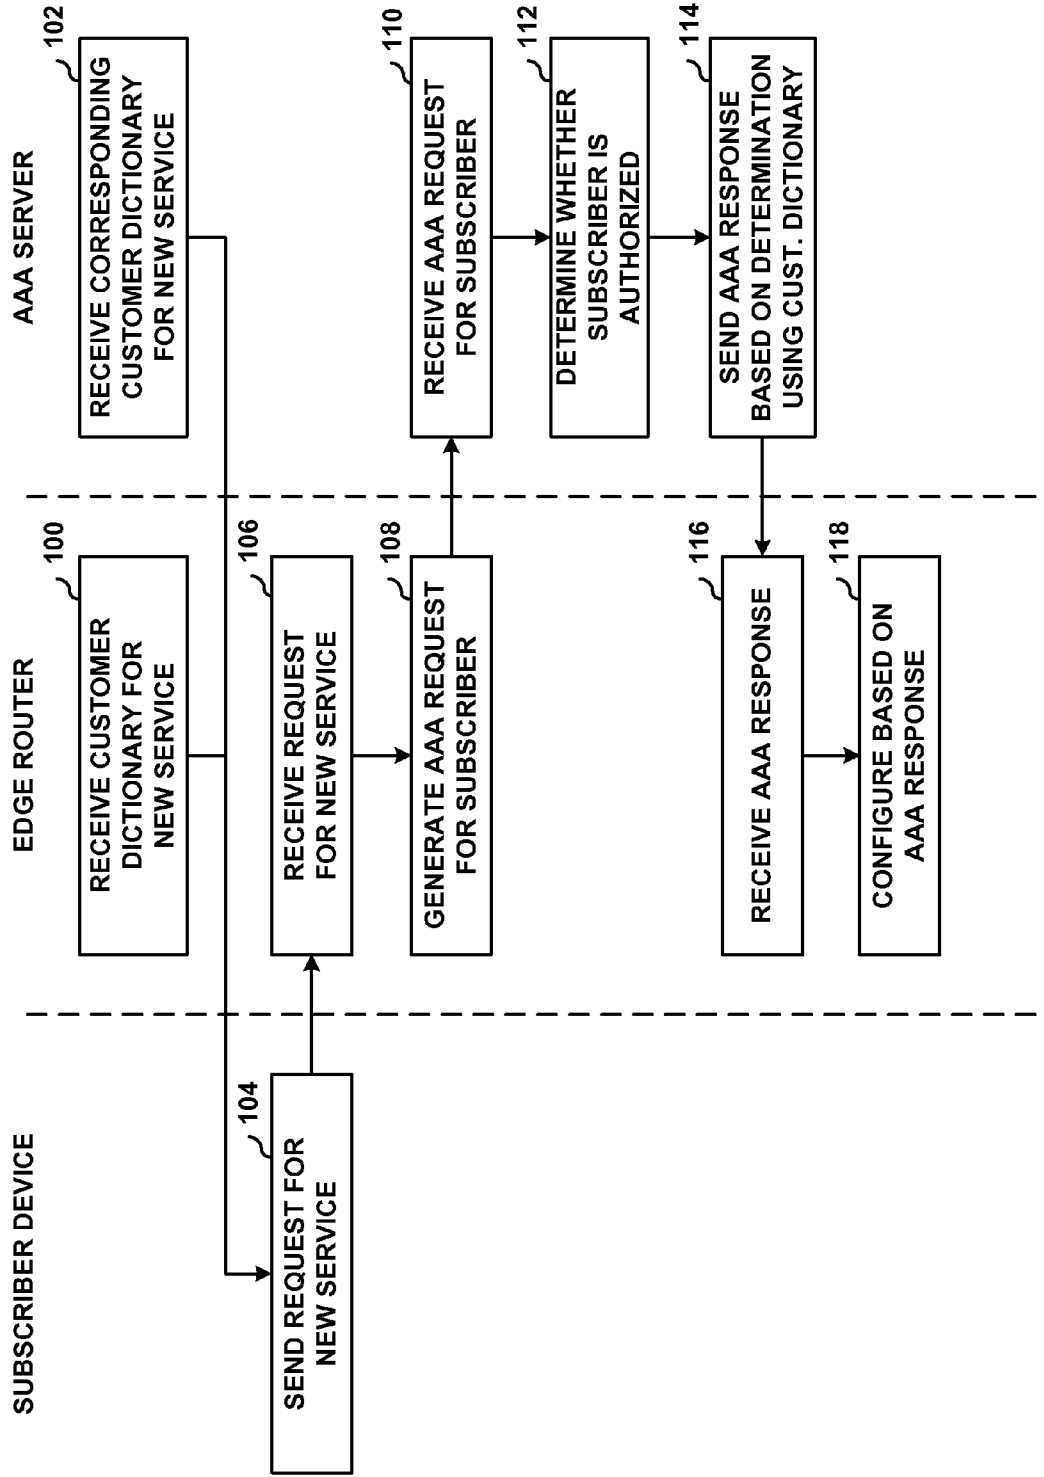 SUBSCRIBER DEVICE
EDGE ROUTER
AAA SERVER
100
RECEIVE CUSTOMER
DICTIONARY FOR
NEW SERVICE
102
RECEIVE CORRESPONDING
CUSTOMER DICTIONARY
FOR NEW SERVICE
104
SEND REQUEST FOR
NEW SERVICE
106
RECEIVE REQUEST
FOR NEW SERVICE
108
GENERATE AAA REQUEST
FOR SUBSCRIBER
110
RECEIVE AAA REQUEST
FOR SUBSCRIBER
112
DETERMINE WHETHER
SUBSCRIBER IS
AUTHORIZED
114
SEND AAA RESPONSE
BASED ON DETERMINATION
USING CUST. DICTIONARY
116
RECEIVE AAA RESPONSE
118
CONFIGURE BASED ON
AAA RESPONSE